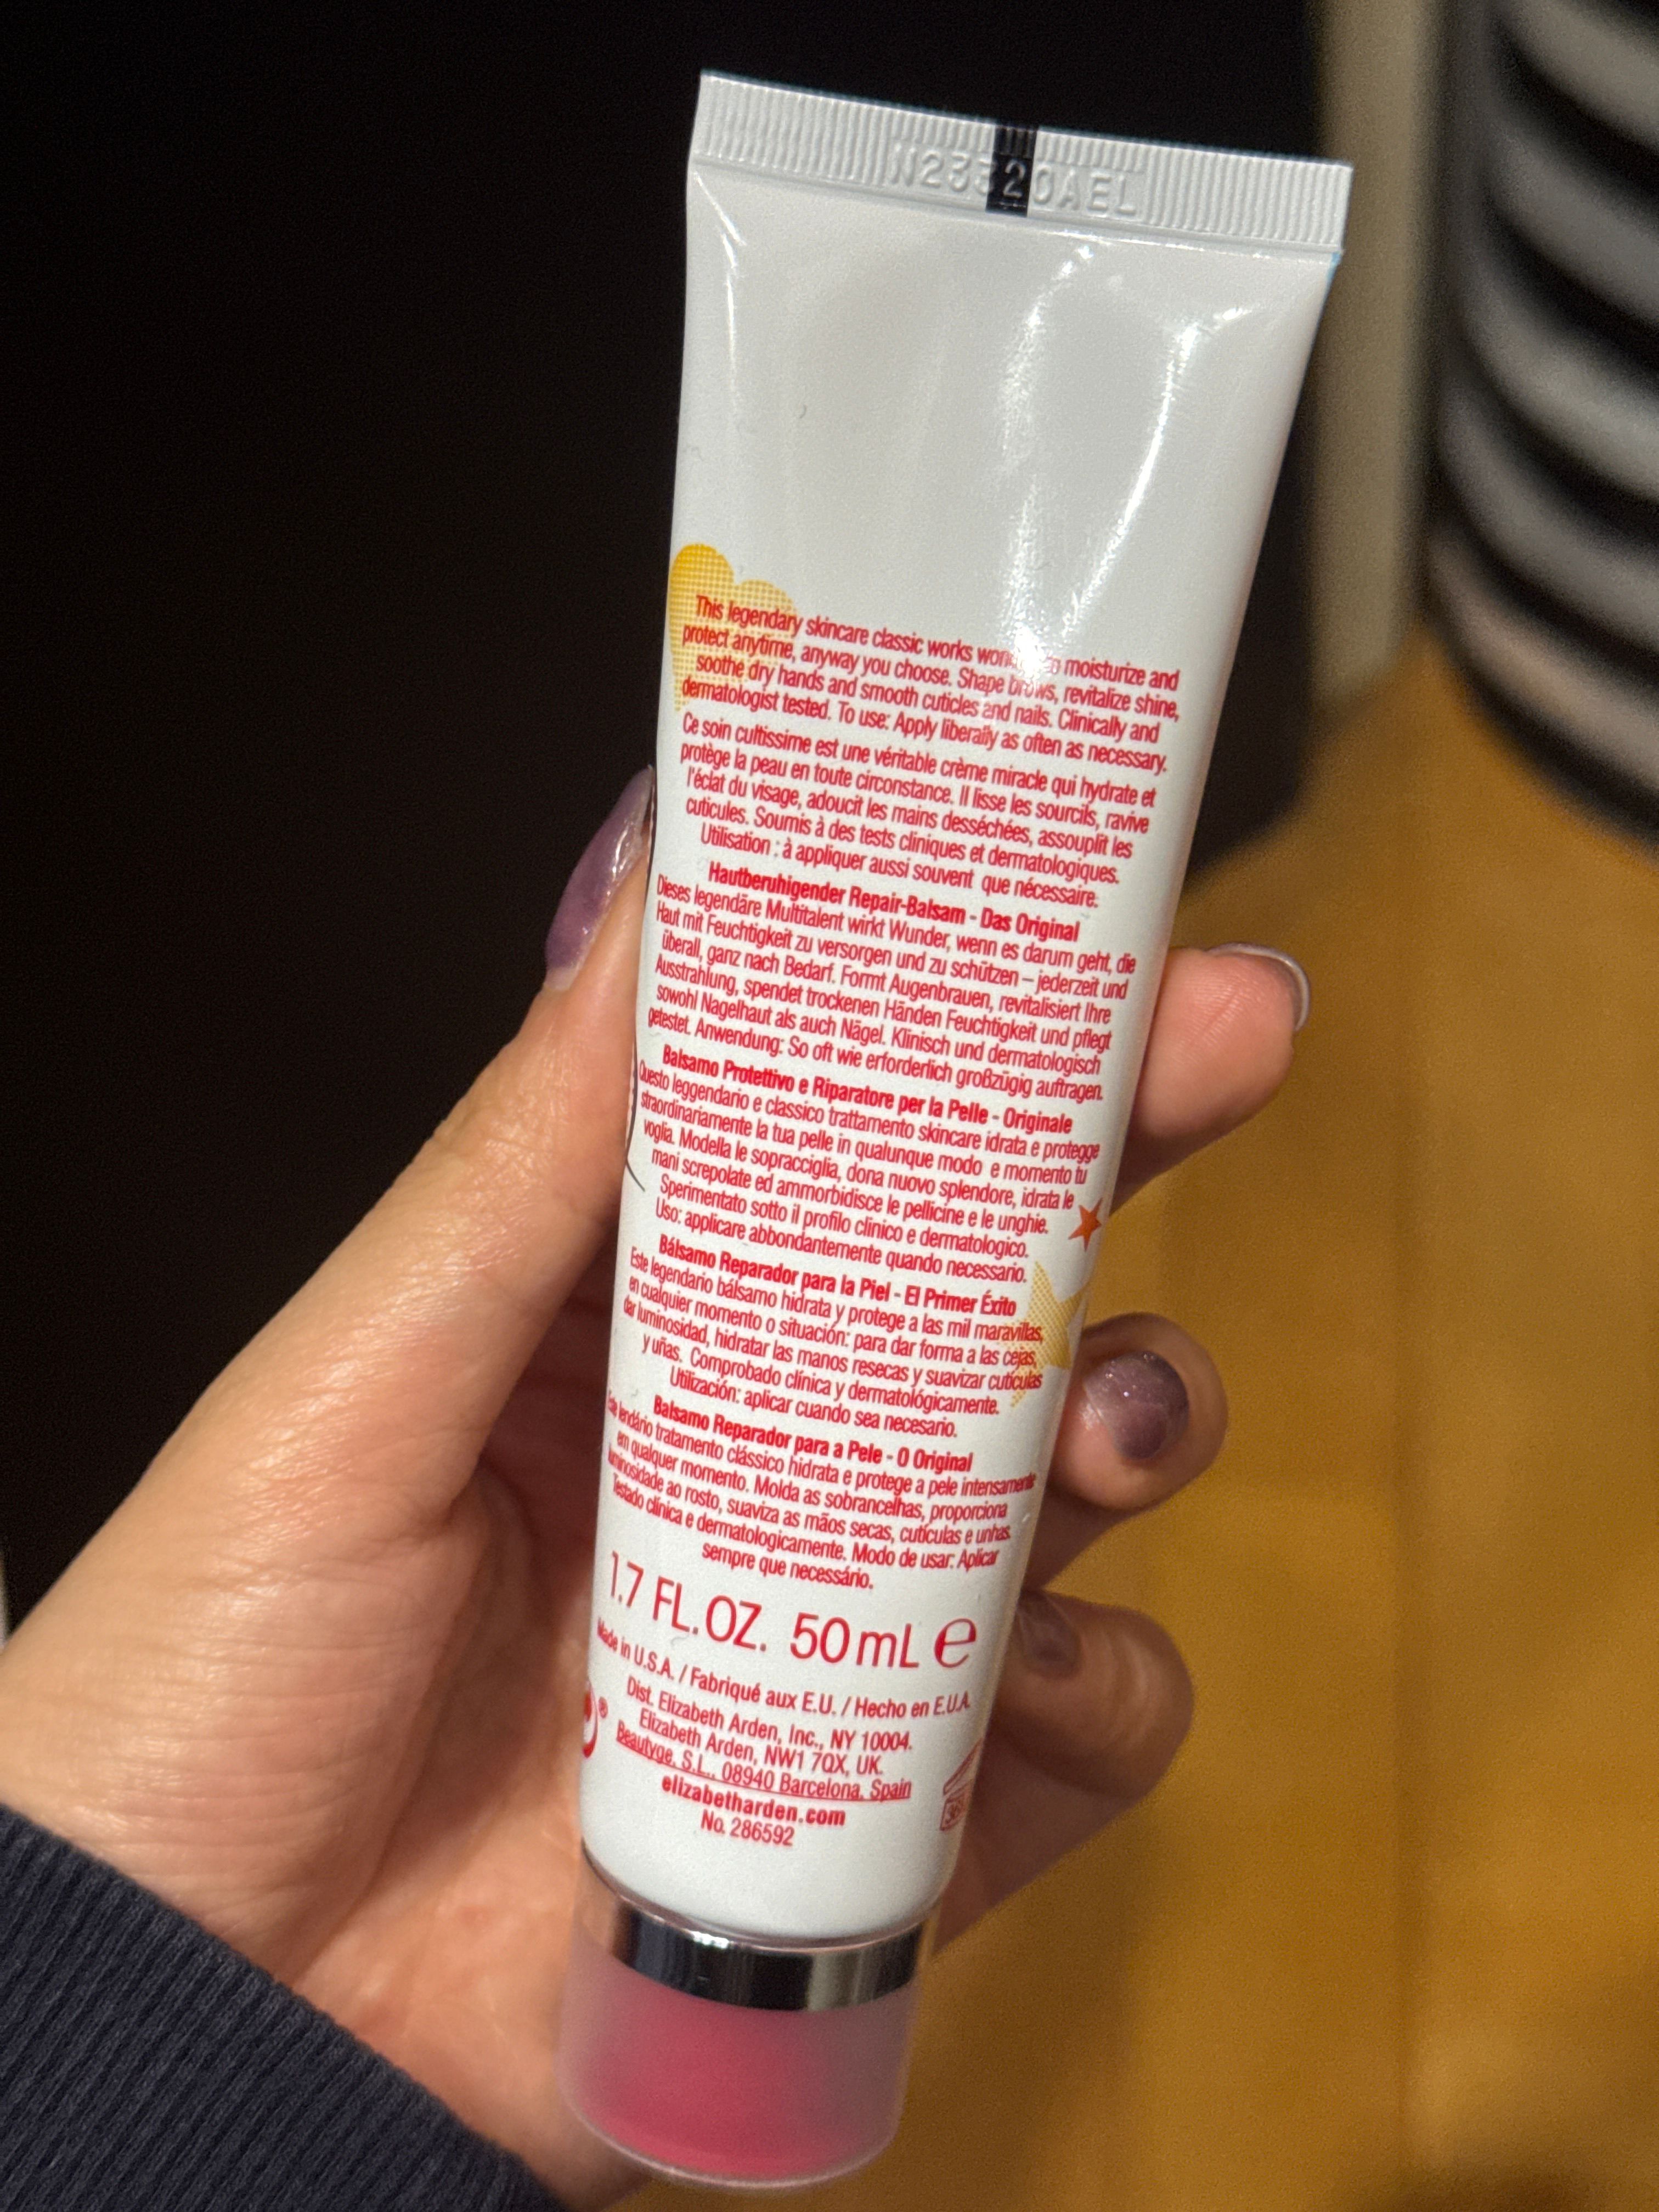 This legendary skincare classic works moisturize and
protect anytime, anyway you choose. Shape brows, revitalize shine,
soothe dry hands and smooth cuticles and nails. Clinically and
dermatologist tested. To use: Apply liberally as often as necessary.
Ce soin cultissime est une véritable crème miracle qui hydrate et
protège la peau en toute circonstance. Il lisse les sourcils, ravive
l'éclat du visage, adoucit les mains desséchées, assouplit les
cuticules. Soumis à des tests cliniques et dermatologiques.
Utilisation : à appliquer aussi souvent que nécessaire.
Hautberuhigender Repair-Balsam - Das Original
Dieses legendäre Multitalent wirkt Wunder, wenn es darum geht, die
Haut mit Feuchtigkeit zu versorgen und zu schützen – jederzeit und
überall, ganz nach Bedarf. Formt Augenbrauen, revitalisiert Ihre
Ausstrahlung, spendet trockenen Händen Feuchtigkeit und pflegt
sowohl Nagelhaut als auch Nägel. Klinisch und dermatologisch
getestet. Anwendung: So oft wie erforderlich großzügig auftragen.
Balsamo Protettivo e Riparatore per la Pelle - Originale
Questo leggendario e classico trattamento skincare idrata e protegge
straordinariamente la tua pelle in qualunque modo e momento tu
voglia. Modella le sopracciglia, dona nuovo splendore, idrata le
mani screpolate ed ammorbidisce le pellicine e le unghie.
Sperimentato sotto il profilo clinico e dermatologico.
Uso: applicare abbondantemente quando necessario.
Bálsamo Reparador para la Piel - El Primer Éxito
Este legendario bálsamo hidrata y protege a las mil maravillas,
en cualquier momento o situación: para dar forma a las cejas,
dar luminosidad, hidratar las manos resecas y suavizar cutículas
y uñas. Comprobado clínica y dermatológicamente.
Utilización: aplicar cuando sea necesario.
Balsamo Reparador para a Pele - O Original
Este lendário tratamento clássico hidrata e protege a pele intensamente
em qualquer momento. Molda as sobrancelhas, proporciona
luminosidade ao rosto, suaviza as mãos secas, cutículas e unhas.
Testado clínica e dermatologicamente. Modo de usar: Aplicar
sempre que necessário.
1.7 FL.OZ. 50 mL ℮
Made in U.S.A. / Fabriqué aux E.U. / Hecho en E.U.A.
Dist. Elizabeth Arden, Inc., NY 10004.
Elizabeth Arden, NW1 7QX, UK.
Beautyge, S.L., 08940 Barcelona, Spain
elizabetharden.com
No. 286592